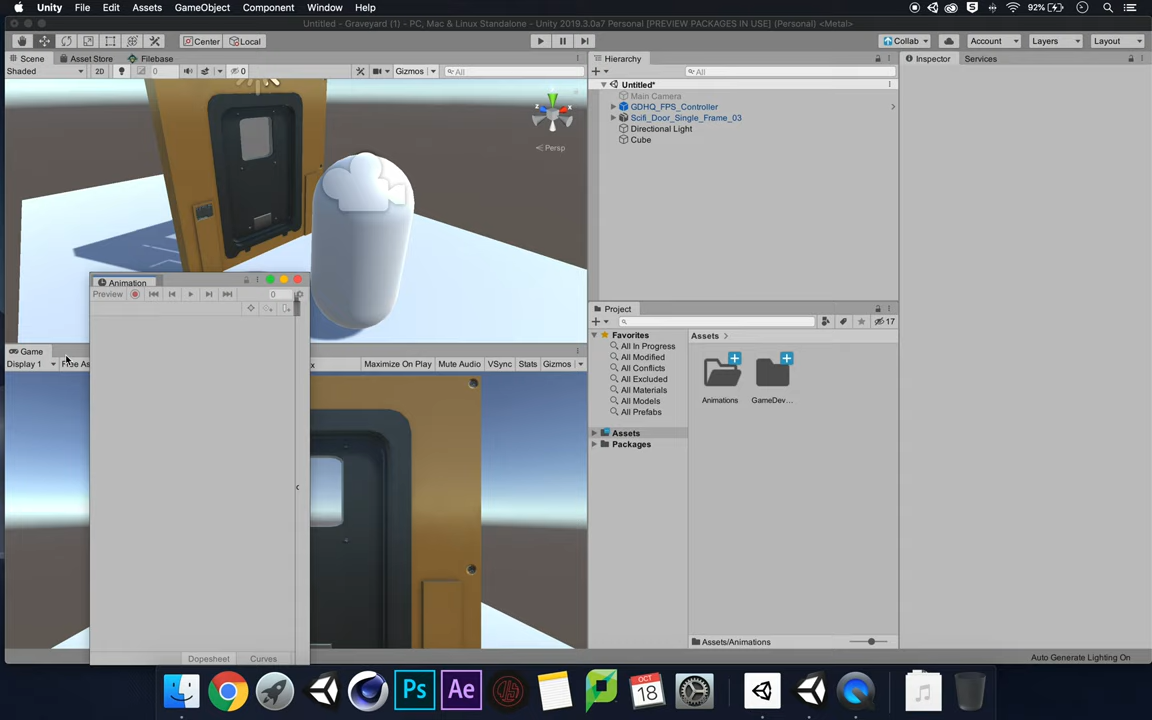 Unity File Edit Assets GameObject Component Window Help 92%
Untitled - Graveyard (1) - PC, Mac & Linux Standalone - Unity 2019.3.0a7 Personal [PREVIEW PACKAGES IN USE] (Personal) <Metal>
Center Local Collab Account Layers Layout
Scene Asset Store Filebase
Shaded 2D 0 Gizmos All
Persp
Animation
Preview 0
Dopesheet Curves
Game
Display 1 Free As x Maximize On Play Mute Audio VSync Stats Gizmos
Hierarchy
All
Untitled*
Main Camera
GDHQ_FPS_Controller
Scifi_Door_Single_Frame_03
Directional Light
Cube
Project
17
Favorites
All In Progress
All Modified
All Conflicts
All Excluded
All Materials
All Models
All Prefabs
Assets
Packages
Assets
Animations GameDev...
Assets/Animations
Inspector Services
Auto Generate Lighting On
Ps Ae OCT 18